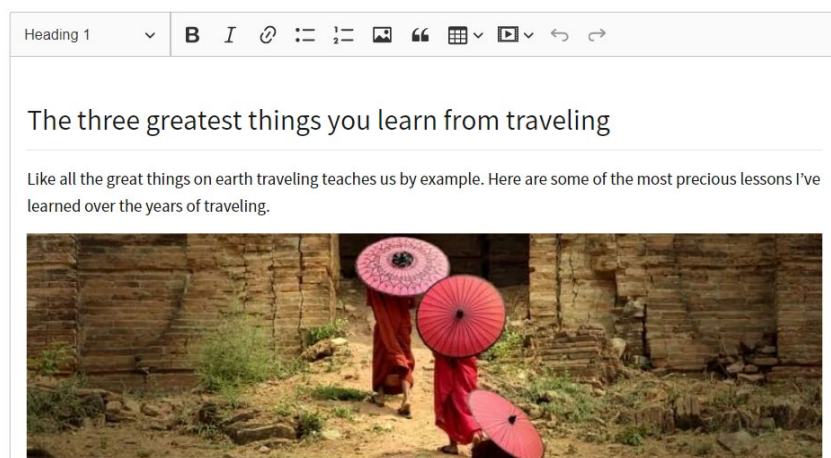 Heading 1
The three greatest things you learn from traveling
Like all the great things on earth traveling teaches us by example. Here are some of the most precious lessons I’ve
learned over the years of traveling.